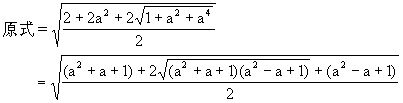 原式 = √((2 + 2a² + 2√(1 + a² + a⁴))/2)
= √(((a² + a + 1) + 2√((a² + a + 1)(a² − a + 1)) + (a² − a + 1))/2)